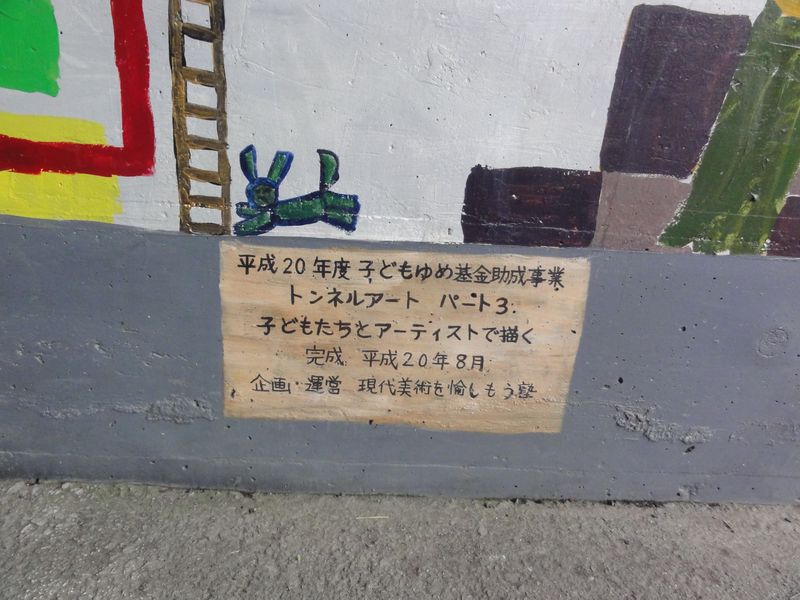 平成20年度 子どもゆめ基金助成事業
トンネルアート パート3.
子どもたちとアーティストで描く
完成 平成20年8月
企画・運営 現代美術を愉しもう塾